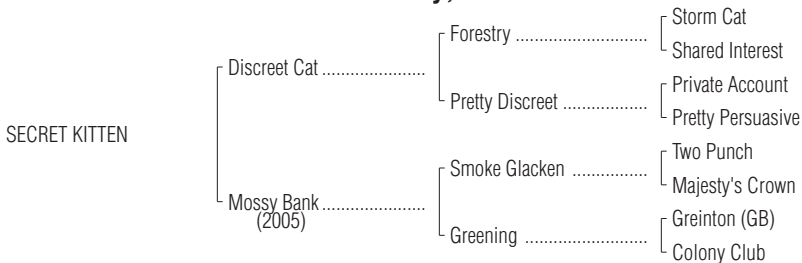 Storm Cat
Forestry
Shared Interest
Discreet Cat
Private Account
Pretty Discreet
Pretty Persuasive
SECRET KITTEN
Two Punch
Smoke Glacken
Majesty's Crown
Mossy Bank
(2005)
Greinton (GB)
Greening
Colony Club